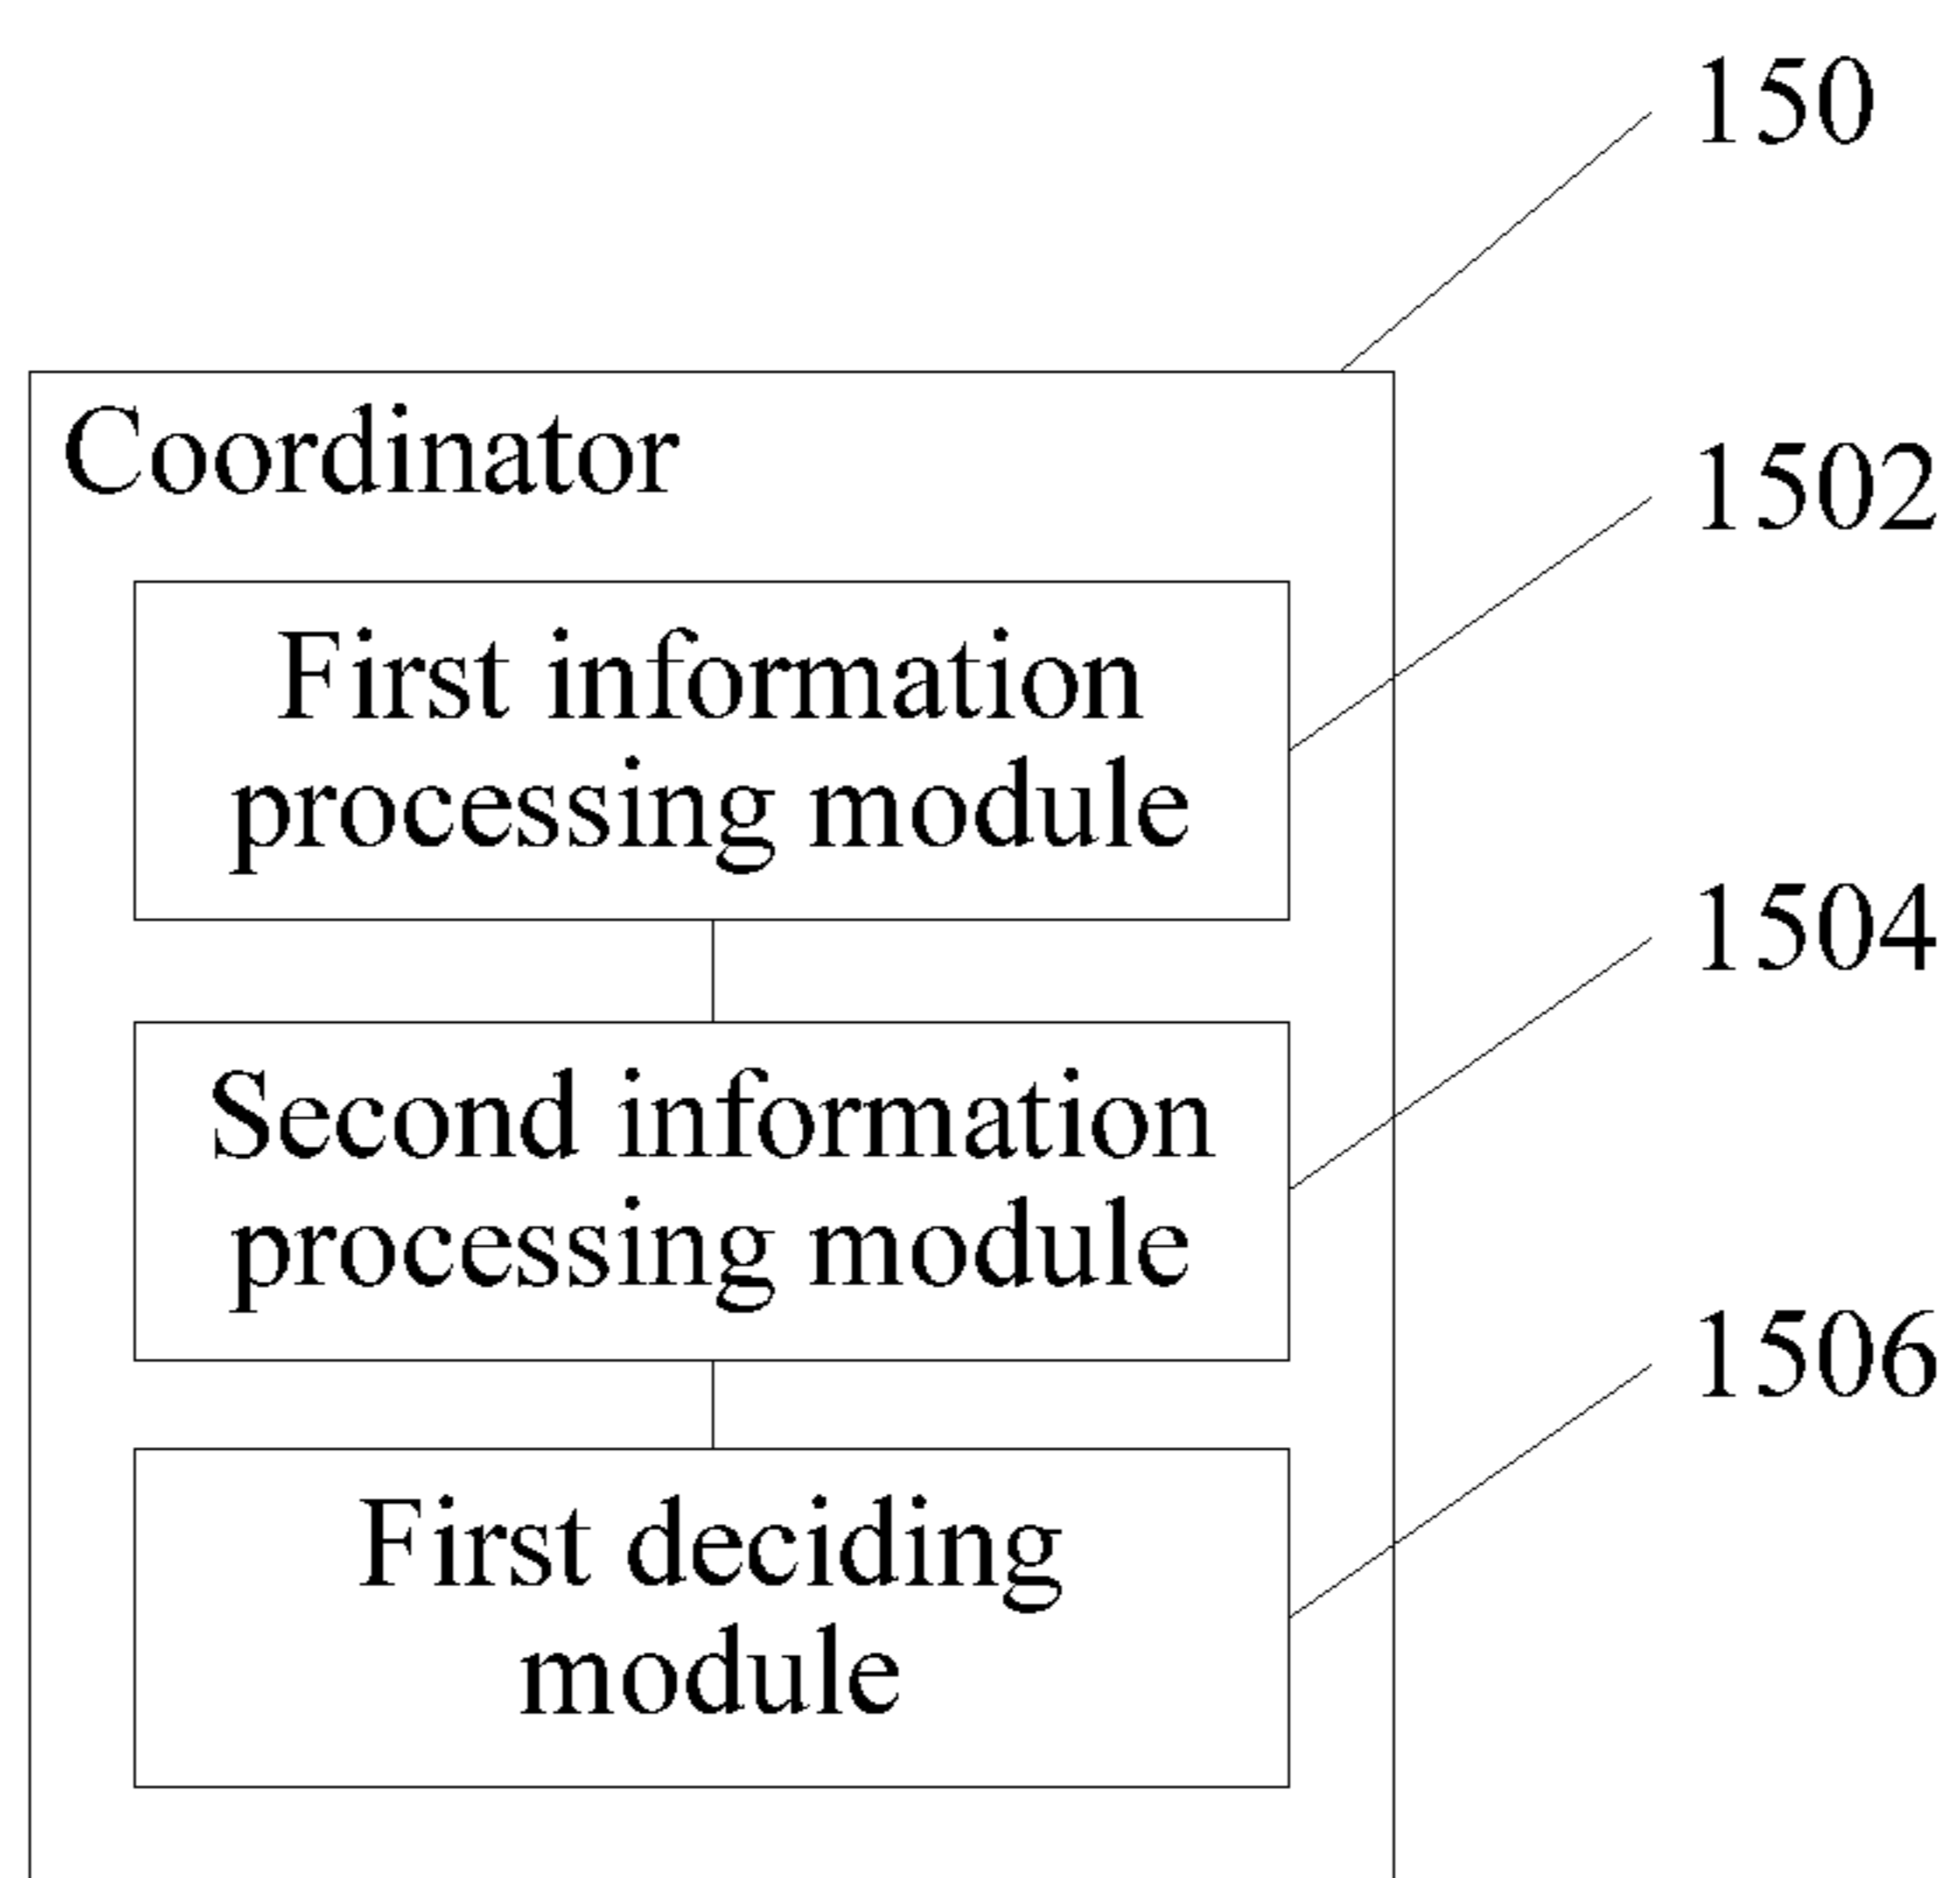 150
Coordinator
1502
First information
processing module
1504
Second information
processing module
1506
First deciding
module